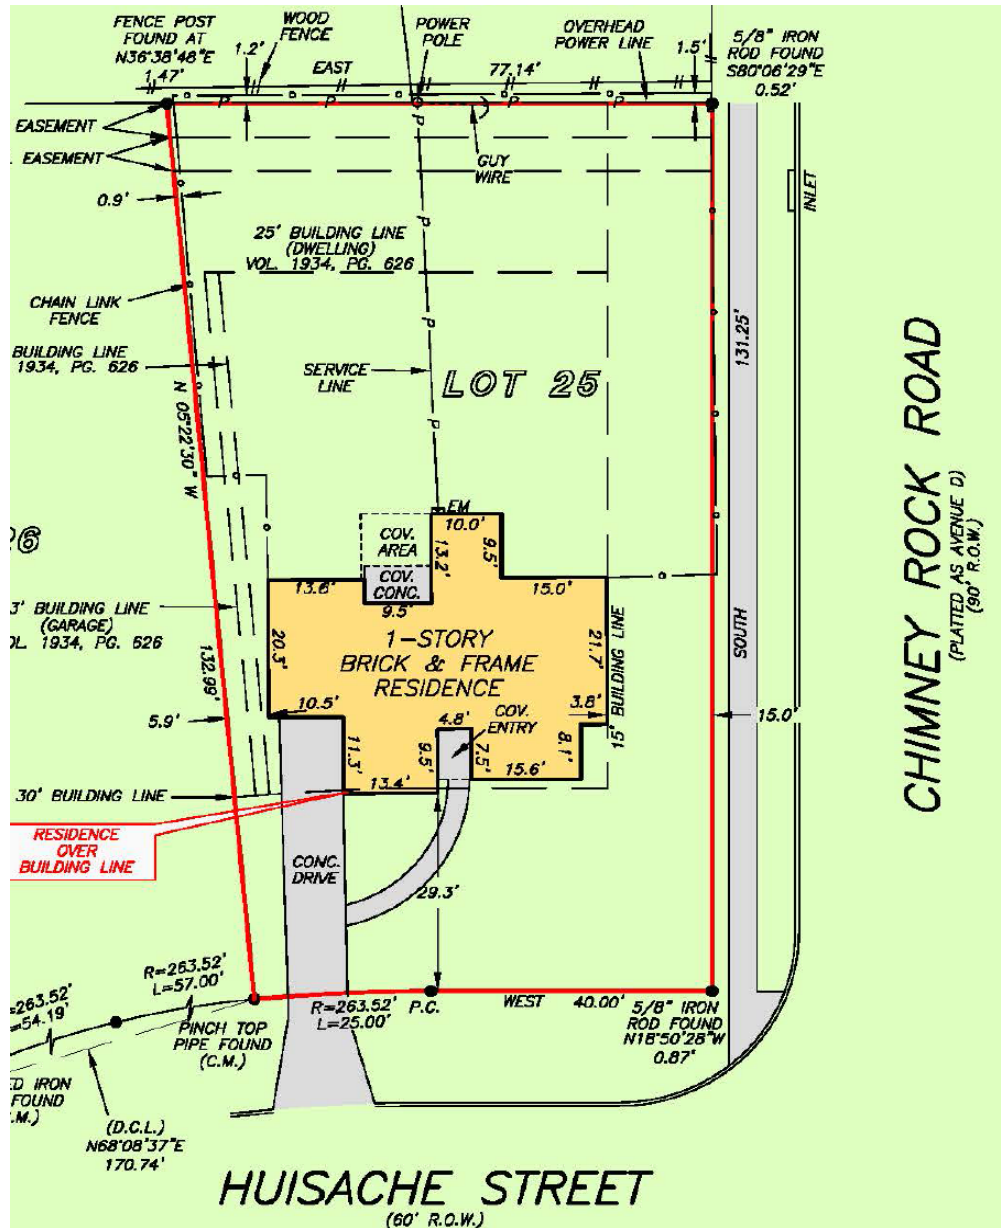 FENCE POST
FOUND AT
N36°38'48"E
1.47'
1.2'
WOOD
FENCE
EAST
POWER
POLE
77.14'
OVERHEAD
POWER LINE
1.5'
5/8" IRON
ROD FOUND
S80°06'29"E
0.52'
P
P
P
P
EASEMENT
EASEMENT
GUY
WIRE
INLET
0.9'
P
P
P
P
25' BUILDING LINE
(DWELLING)
VOL. 1934, PG. 626
CHAIN LINK
FENCE
BUILDING LINE
1934, PG. 626
N 05°22'30" W
SERVICE
LINE
LOT 25
131.25'
CHIMNEY ROCK ROAD
(PLATTED AS AVENUE D)
(90' R.O.W.)
EM
10.0'
COV.
AREA
13.2'
9.5'
COV.
CONC.
13.6'
9.5'
15.0'
3' BUILDING LINE
(GARAGE)
VOL. 1934, PG. 626
132.99'
20.3'
1-STORY
BRICK & FRAME
RESIDENCE
21.7'
15' BUILDING LINE
SOUTH
5.9'
10.5'
4.8'
COV.
ENTRY
3.8'
15.0'
11.3'
9.5'
7.5'
8.1'
13.4'
15.6'
30' BUILDING LINE
RESIDENCE
OVER
BUILDING LINE
CONC.
DRIVE
29.3'
R=263.52'
L=57.00'
=263.52'
=54.19'
R=263.52'
L=25.00'
P.C.
WEST
40.00'
5/8" IRON
ROD FOUND
N18°50'28"W
0.87'
PINCH TOP
PIPE FOUND
(C.M.)
ED IRON
FOUND
.M.)
(D.C.L.)
N68°08'37"E
170.74'
HUISACHE STREET
(60' R.O.W.)